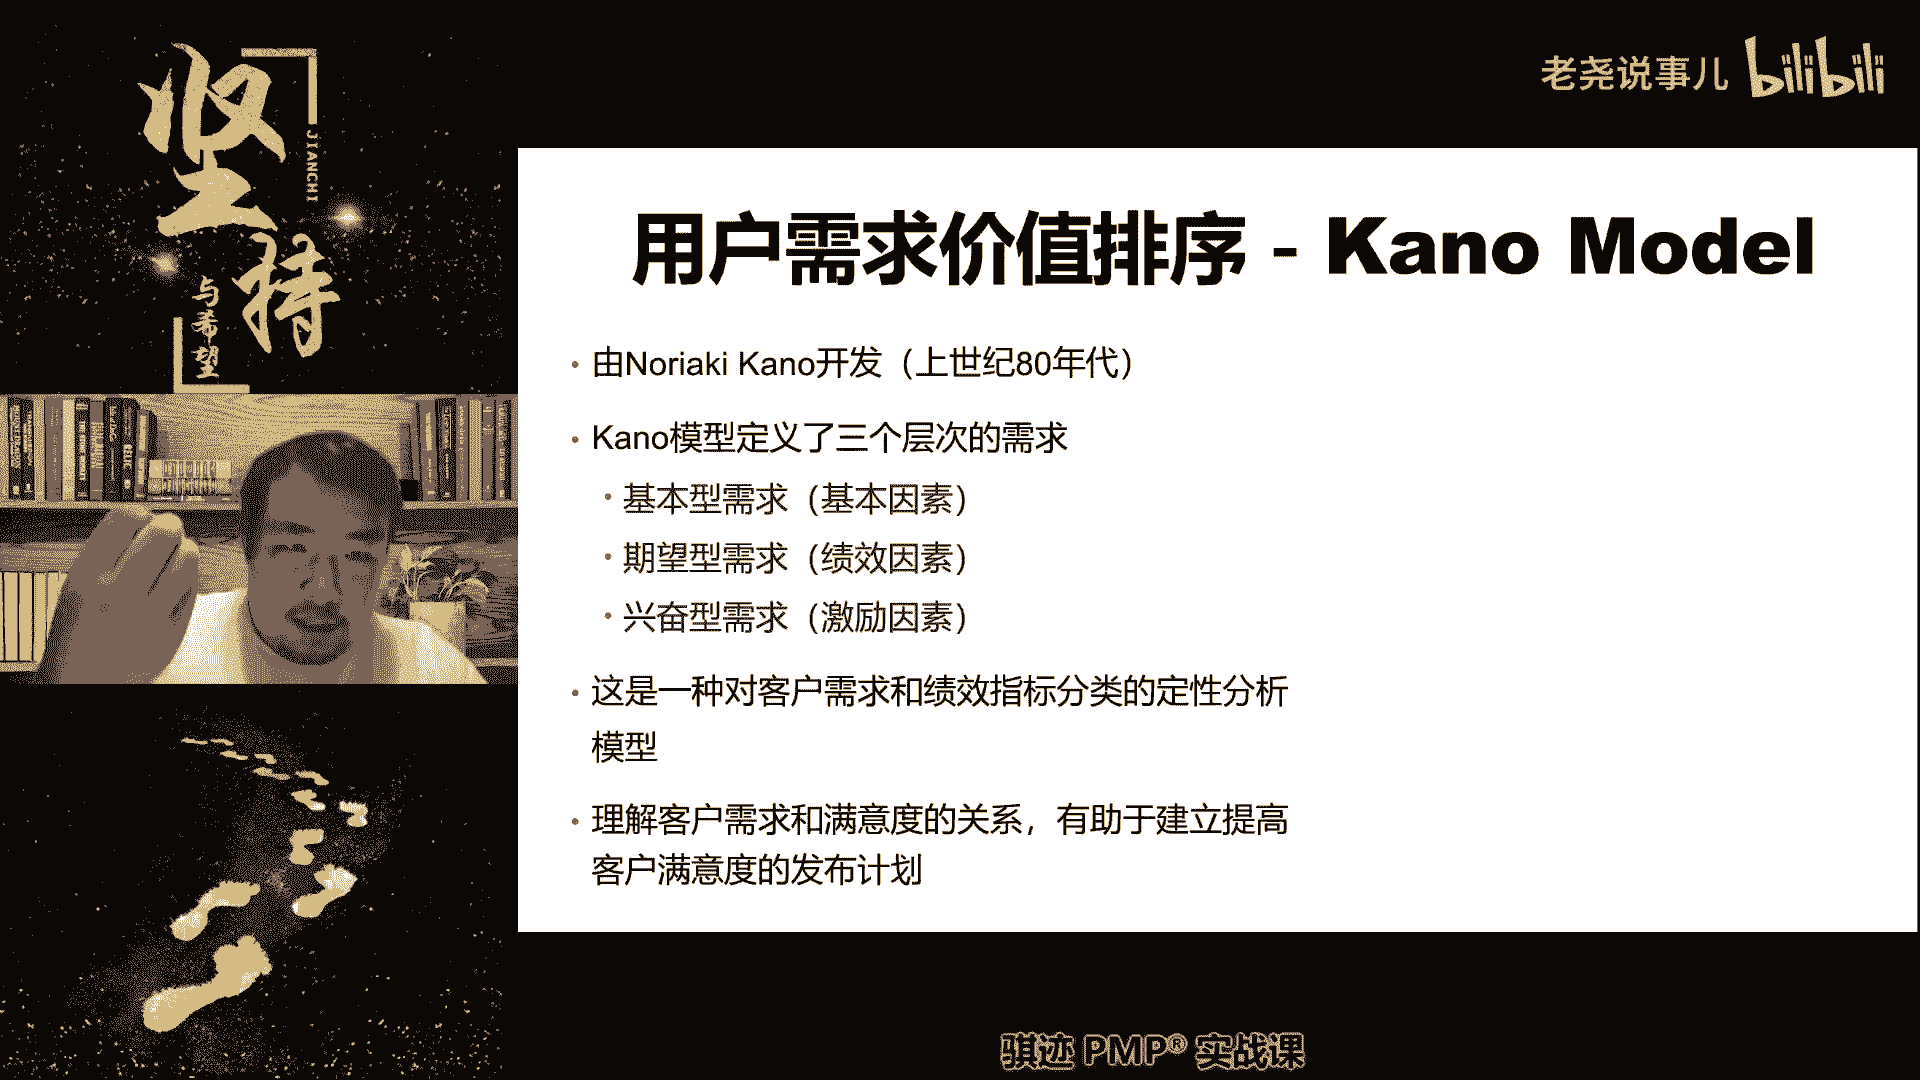 坚持
JIANCHI
与希望
老尧说事儿 bilibili
用户需求价值排序 - Kano Model
• 由Noriaki Kano开发（上世纪80年代）
• Kano模型定义了三个层次的需求
• 基本型需求（基本因素）
• 期望型需求（绩效因素）
• 兴奋型需求（激励因素）
• 这是一种对客户需求和绩效指标分类的定性分析
模型
• 理解客户需求和满意度的关系，有助于建立提高
客户满意度的发布计划
骐迹 PMP® 实战课